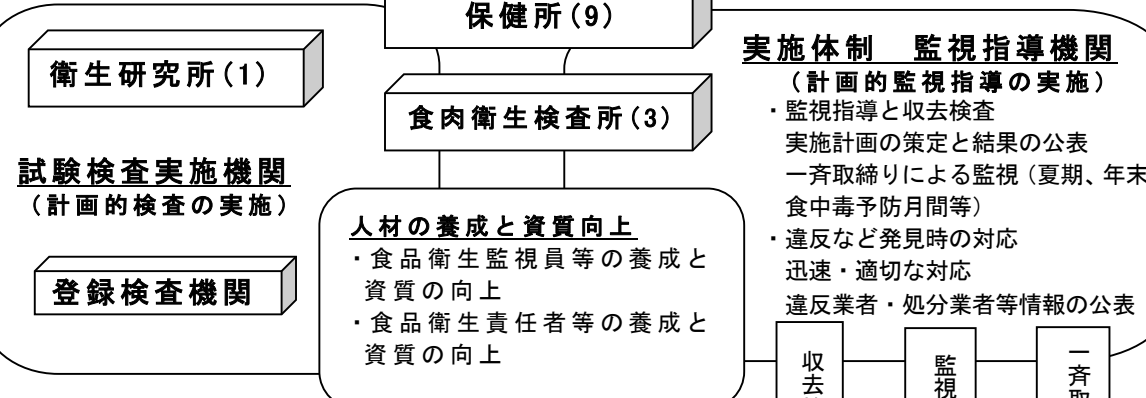 保健所(9)
衛生研究所(1)
食肉衛生検査所(3)
試験検査実施機関
（計画的検査の実施）
登録検査機関
人材の養成と資質向上
・食品衛生監視員等の養成と
資質の向上
・食品衛生責任者等の養成と
資質の向上
実施体制　監視指導機関
（計画的監視指導の実施）
・監視指導と収去検査
実施計画の策定と結果の公表
一斉取締りによる監視（夏期、年末
食中毒予防月間等）
・違反など発見時の対応
迅速・適切な対応
違反業者・処分業者等情報の公表
収去
監視
一斉取